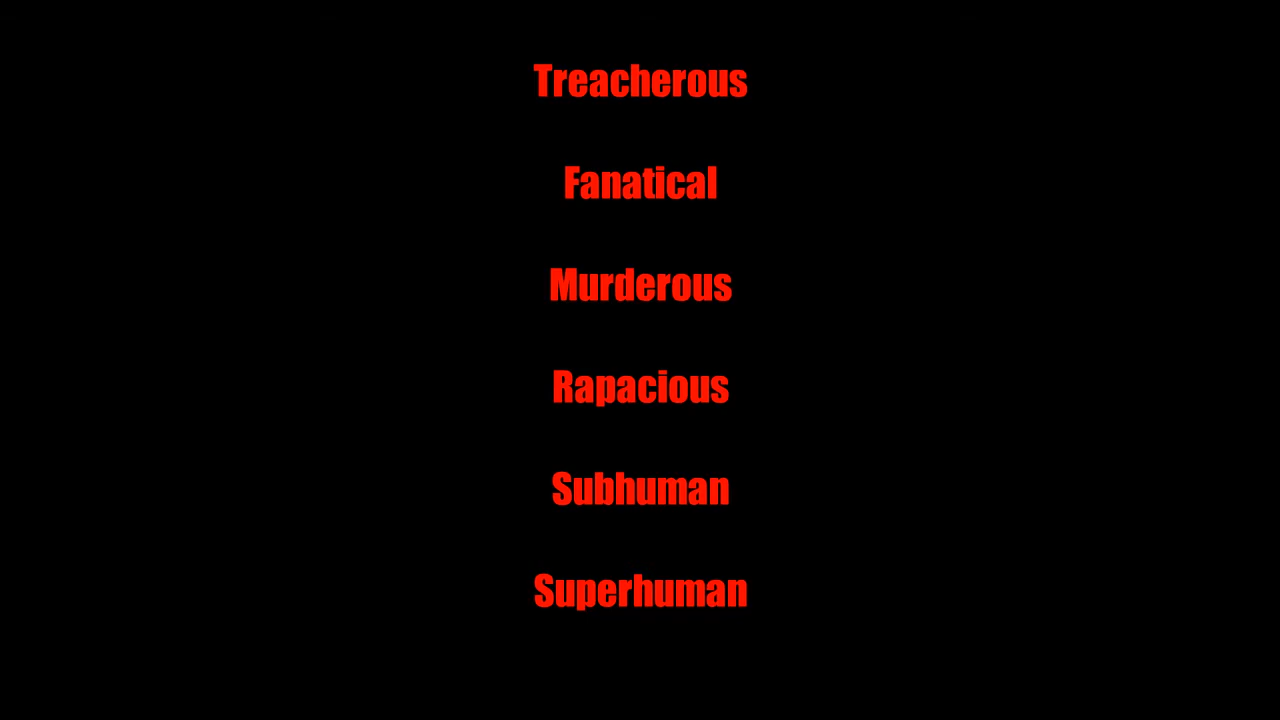 Treacherous
Fanatical
Murderous
Rapacious
Subhuman
Superhuman